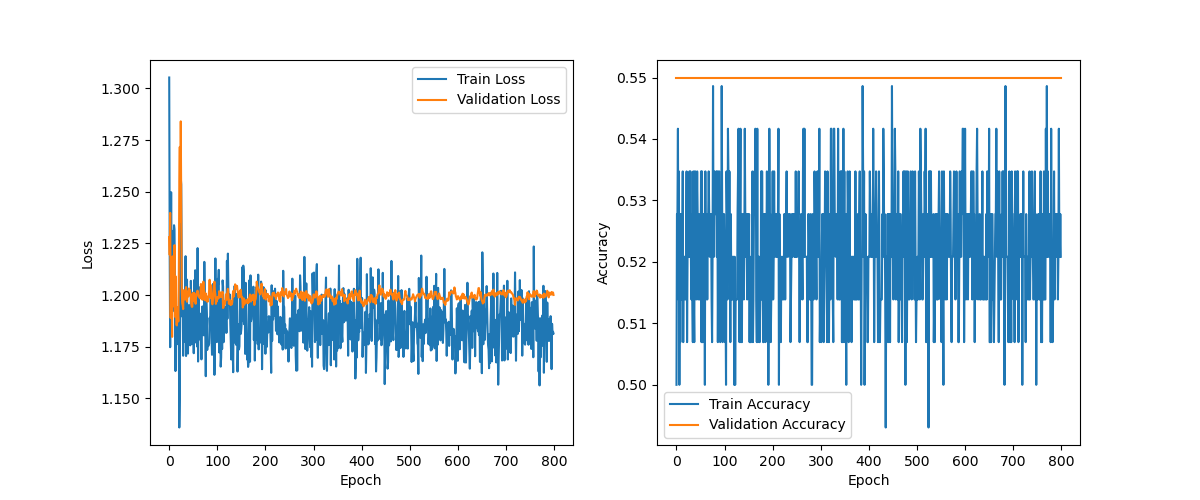 1.300
1.275
1.250
1.225
1.200
1.175
1.150
Loss
0 100 200 300 400 500 600 700 800
Epoch
Train Loss
Validation Loss
0.55
0.54
0.53
0.52
0.51
0.50
Accuracy
0 100 200 300 400 500 600 700 800
Epoch
Train Accuracy
Validation Accuracy